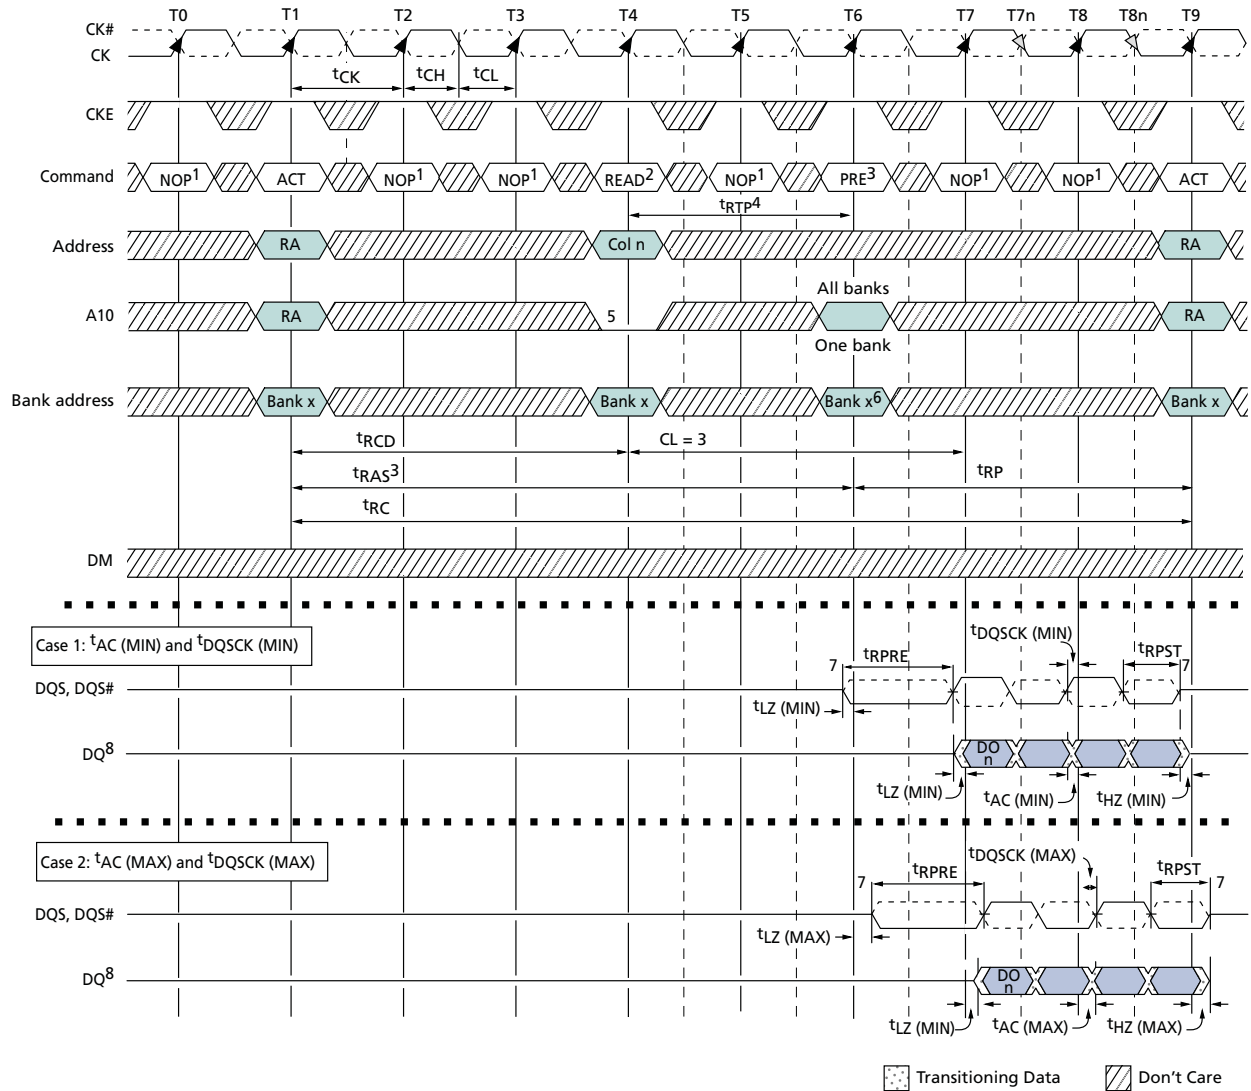 T0 T1 T2 T3 T4 T5 T6 T7 T7n T8 T8n T9
CK#
CK
tCK tCH tCL
CKE
Command NOP1 ACT NOP1 NOP1 READ2 NOP1 PRE3 NOP1 NOP1 ACT
tRTP4
Address RA Col n RA
All banks
A10 RA 5 RA
One bank
Bank address Bank x Bank x Bank x6 Bank x
tRCD CL = 3
tRAS3 tRP
tRC
DM
Case 1: tAC (MIN) and tDQSCK (MIN)
tDQSCK (MIN)
7 tRPRE tRPST 7
DQS, DQS#
tLZ (MIN)
DQ8 DO n
tLZ (MIN) tAC (MIN) tHZ (MIN)
Case 2: tAC (MAX) and tDQSCK (MAX)
tDQSCK (MAX)
7 tRPRE tRPST 7
DQS, DQS#
tLZ (MAX)
DQ8 DO n
tLZ (MIN) tAC (MAX) tHZ (MAX)
Transitioning Data Don't Care